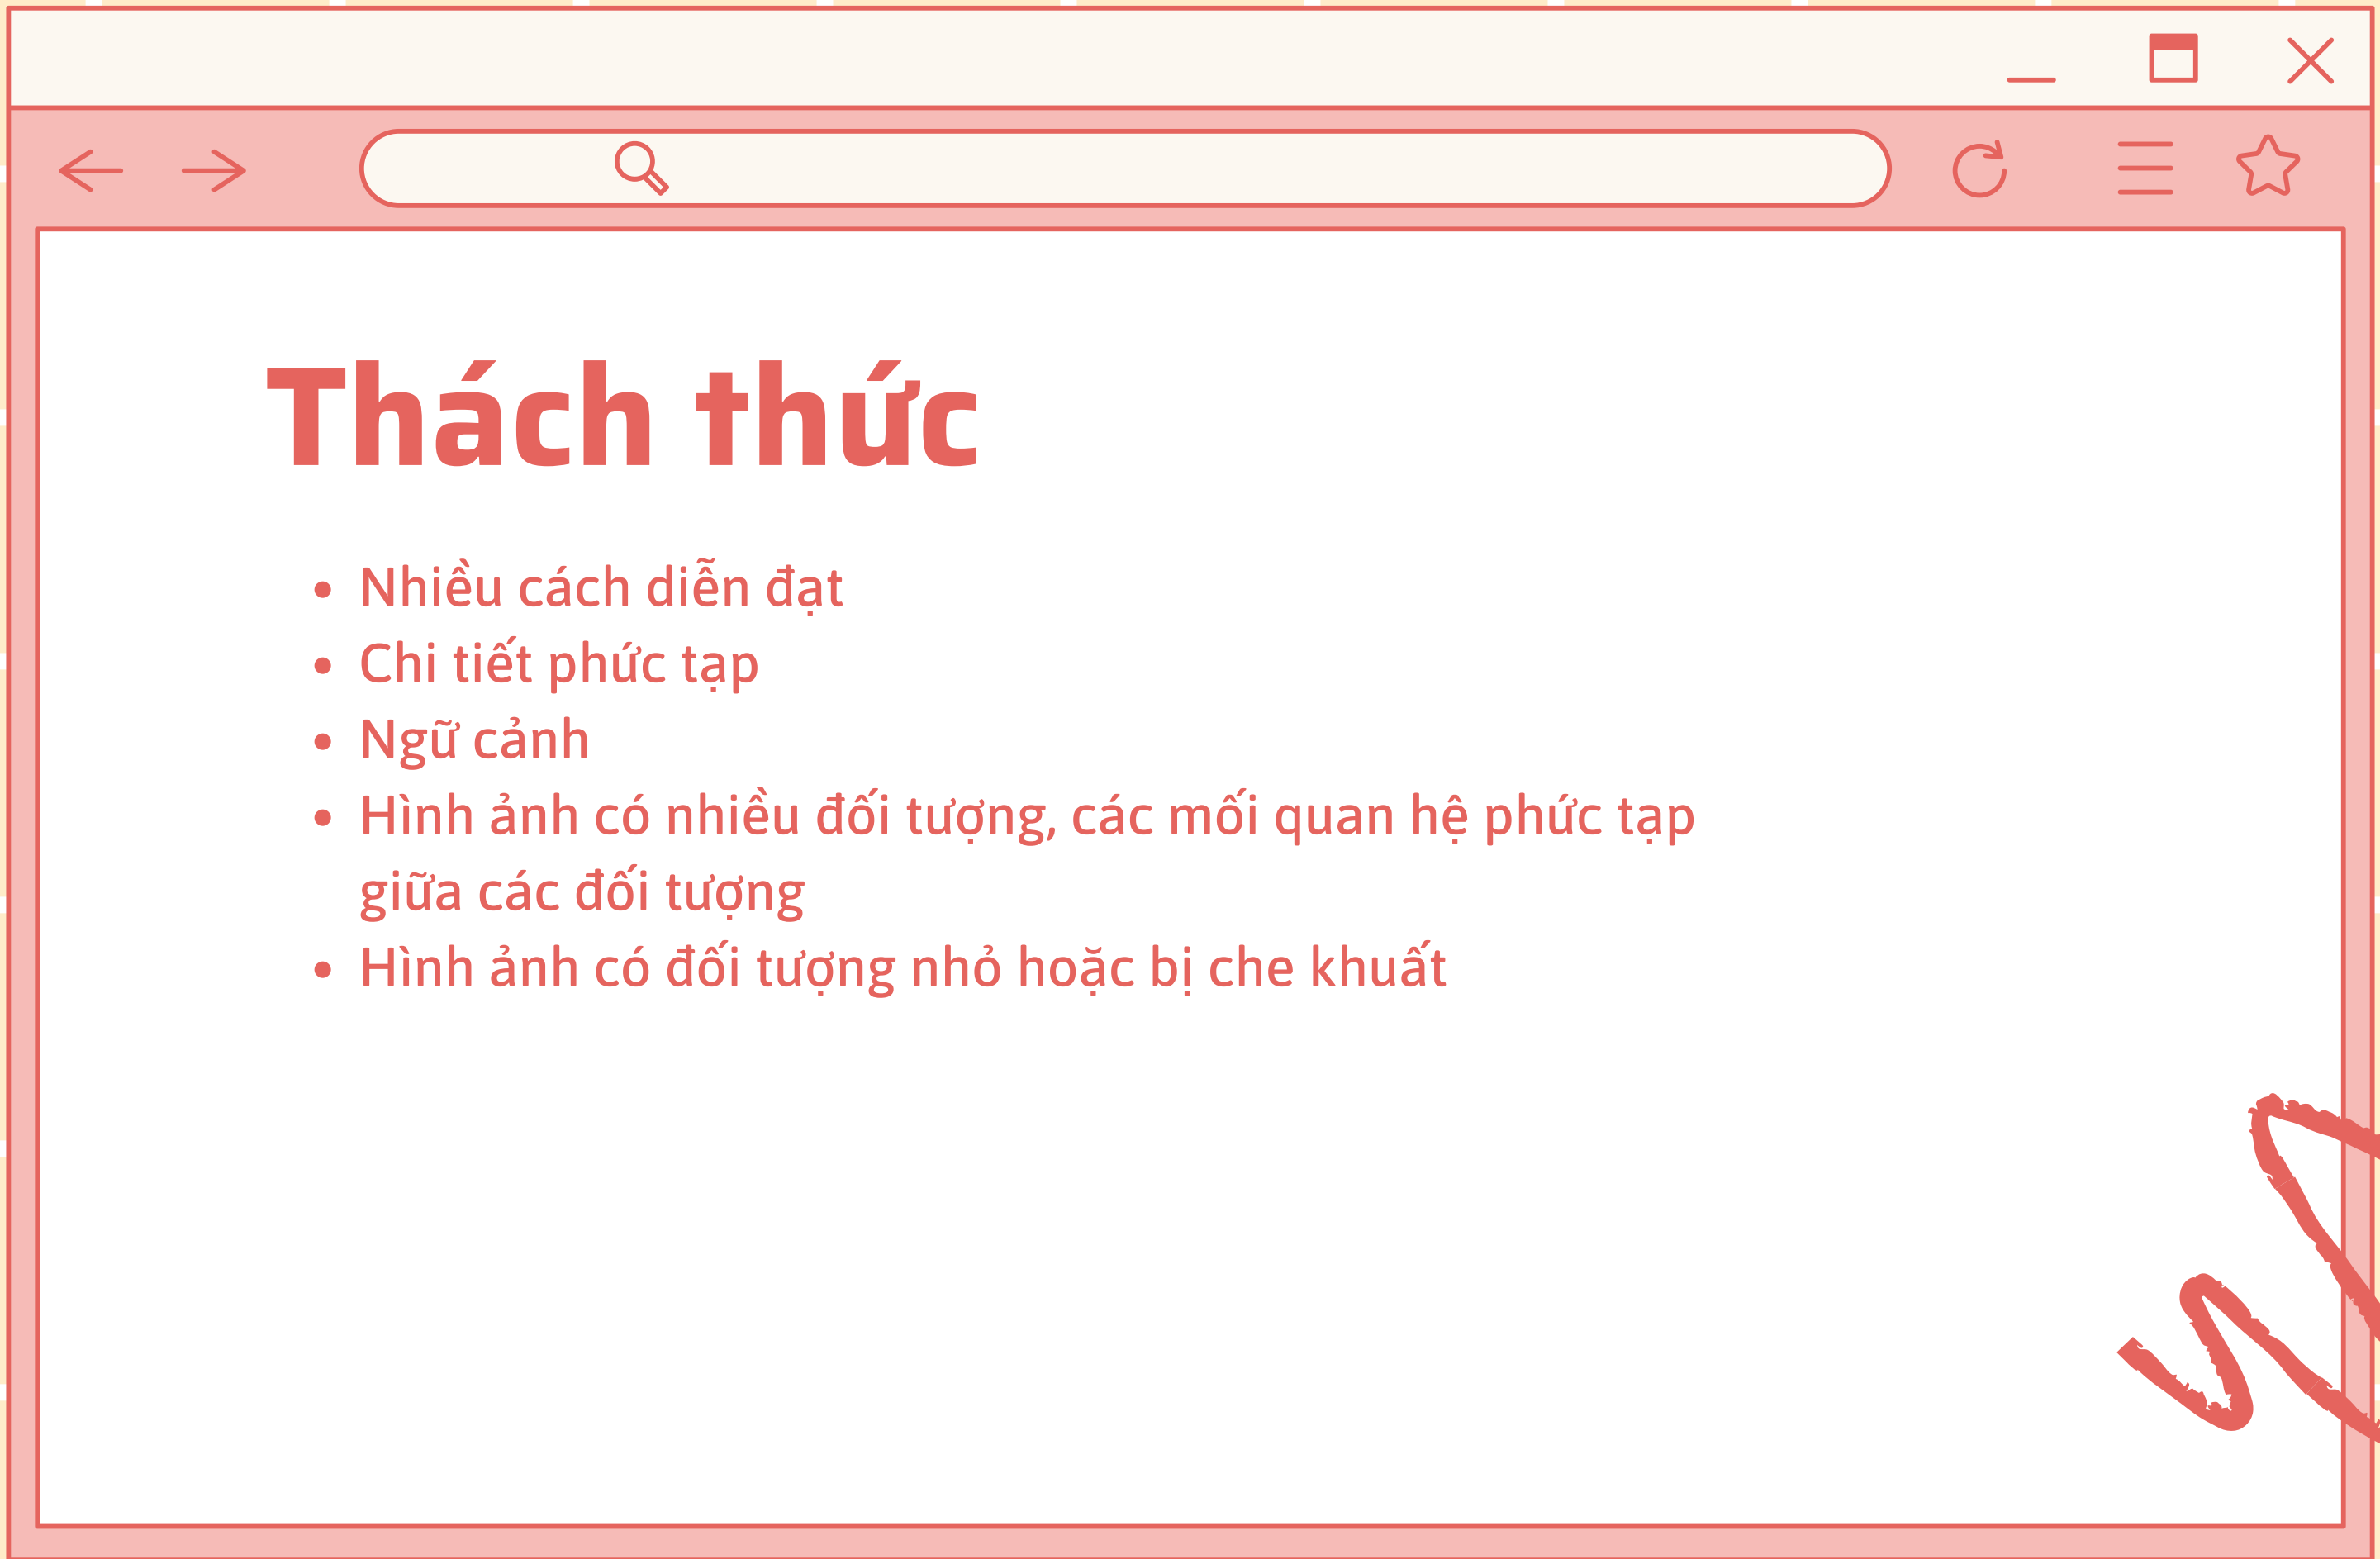 Thách thức
• Nhiều cách diễn đạt
• Chi tiết phức tạp
• Ngữ cảnh
• Hình ảnh có nhiều đối tượng, các mối quan hệ phức tạp
giữa các đối tượng
• Hình ảnh có đối tượng nhỏ hoặc bị che khuất